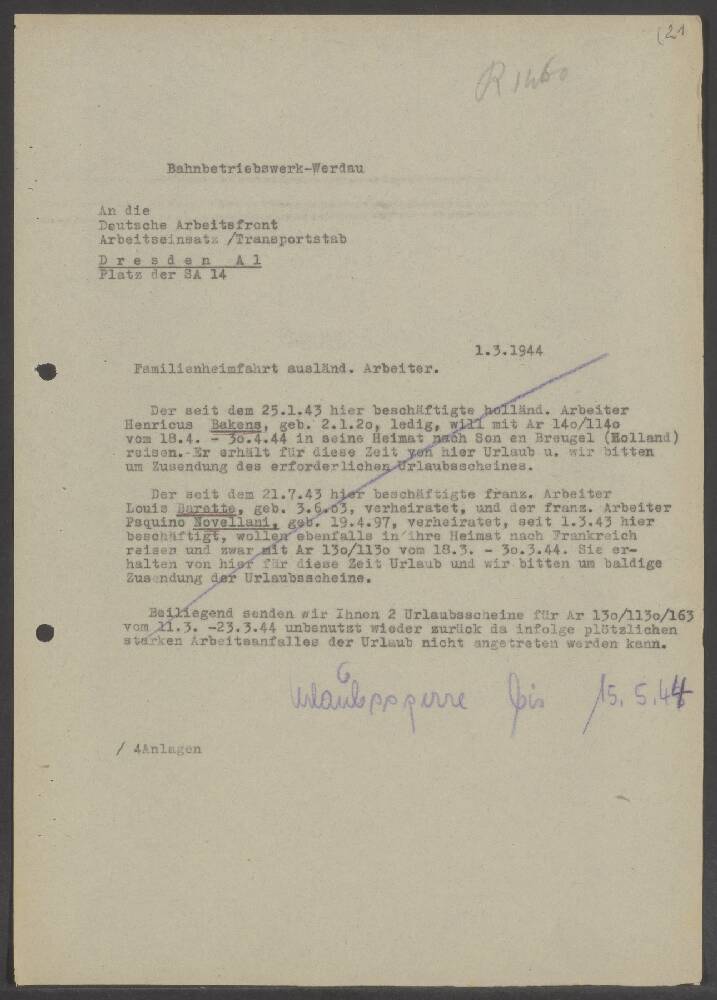 (21
R 1460
Bahnbetriebswerk-Werdau
An die
Deutsche Arbeitsfront
Arbeitseinsatz /Transportstab
D r e s d e n  A 1
Platz der SA 14
1.3.1944
Familienheimfahrt ausländ. Arbeiter.
Der seit dem 25.1.43 hier beschäftigte holländ. Arbeiter
Henricus Bakens, geb. 2.1.2o, ledig, will mit Ar 14o/114o
vom 18.4. - 3o.4.44 in seine Heimat nach Son en Breugel (Holland)
reisen.-Er erhält für diese Zeit von hier Urlaub u. wir bitten
um Zusendung des erforderlichen Urlaubsscheines.
Der seit dem 21.7.43 hier beschäftigte franz. Arbeiter
Louis Barette, geb. 3.6.o3, verheiratet, und der franz. Arbeiter
Psquino Novellani, geb. 19.4.97, verheiratet, seit 1.3.43 hier
beschäftigt, wollen ebenfalls in ihre Heimat nach Frankreich
reisen und zwar mit Ar 13o/113o vom 18.3. - 3o.3.44. Sie er-
halten von hier für diese Zeit Urlaub und wir bitten um baldige
Zusendung der Urlaubsscheine.
Beiliegend senden wir Ihnen 2 Urlaubsscheine für Ar 13o/113o/163
vom 11.3. -23.3.44 unbenutzt wieder zurück da infolge plötzlichen
starken Arbeitsanfalles der Urlaub nicht angetreten werden kann.
Urlaubssperre bis 15.5.44
/ 4Anlagen